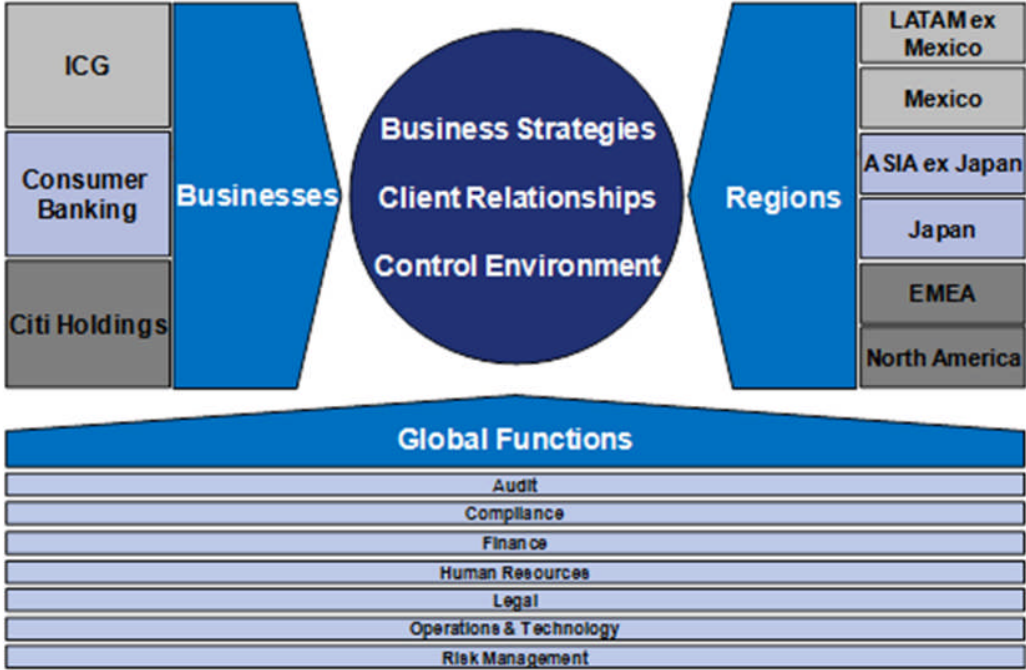 ICG
Consumer
Banking
Citi Holdings
Businesses
Business Strategies
Client Relationships
Control Environment
Regions
LATAM ex
Mexico
Mexico
ASIA ex Japan
Japan
EMEA
North America
Global Functions
Audit
Compliance
Finance
Human Resources
Legal
Operations & Technology
Risk Management